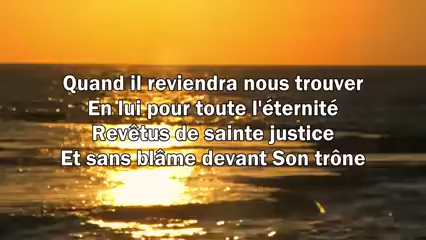 Quand il reviendra nous trouver
En lui pour toute l'éternité
Revêtus de sainte justice
Et sans blâme devant Son trône